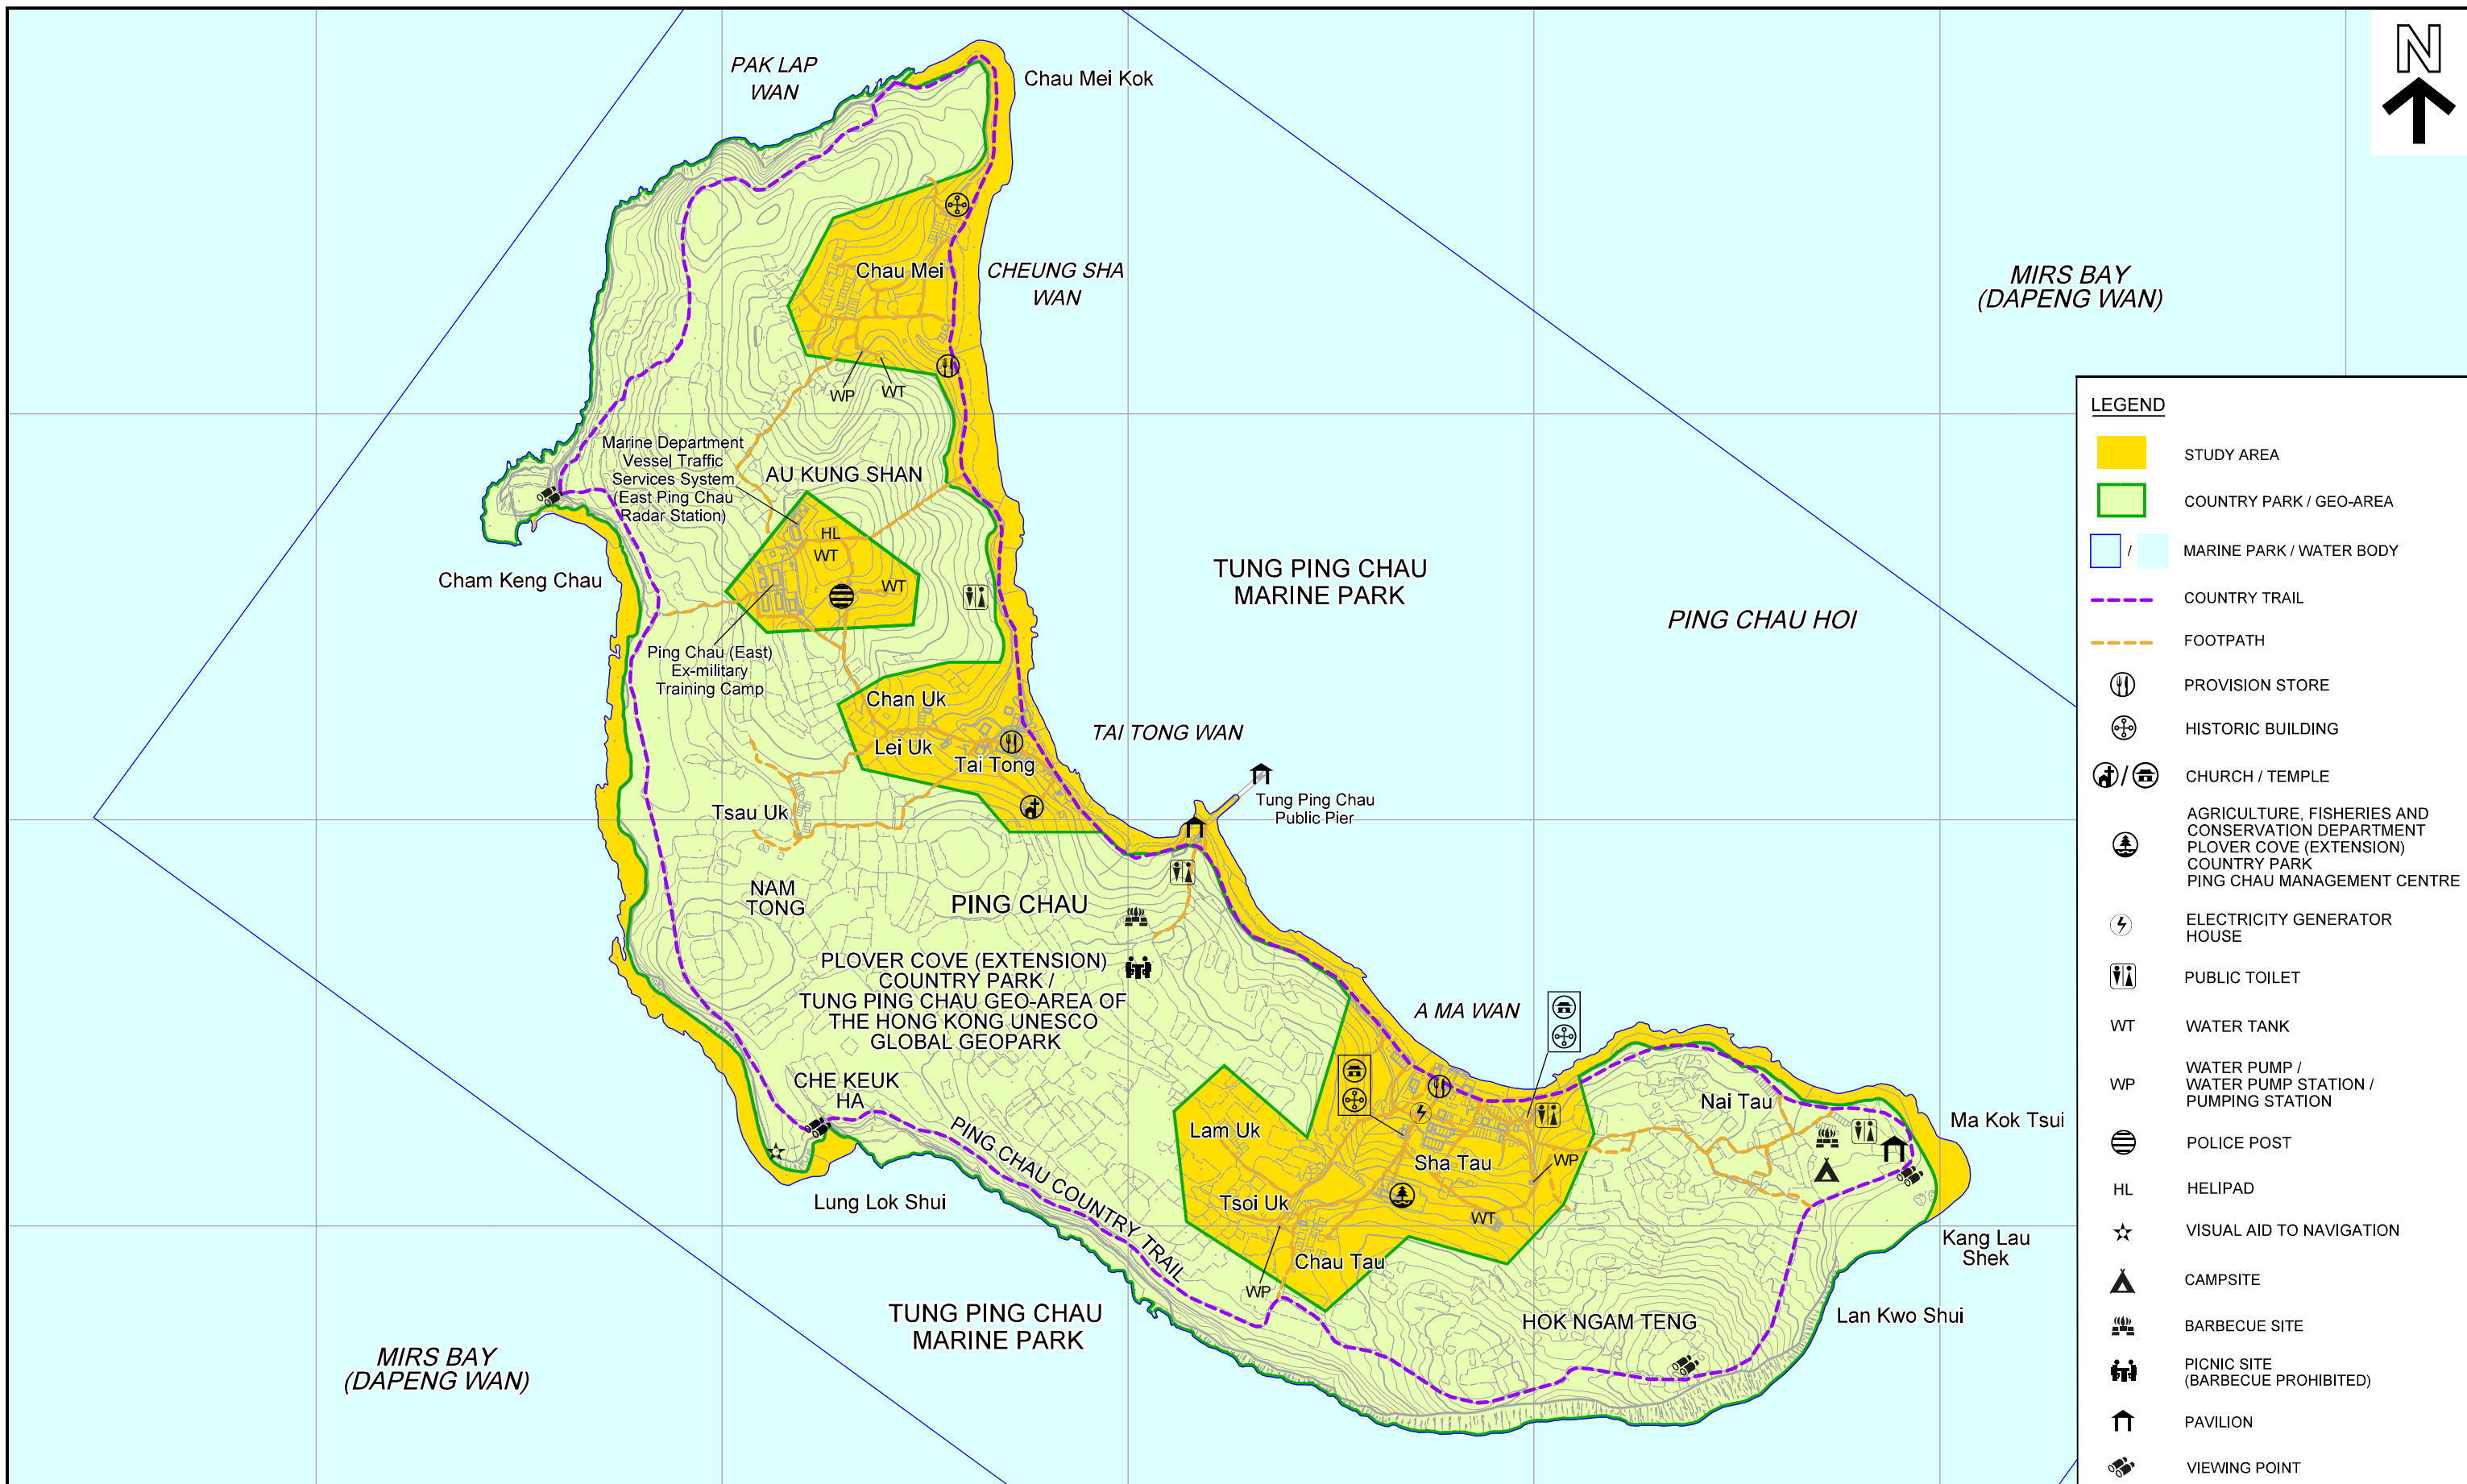 N
PAK LAP
WAN
Chau Mei Kok
Chau Mei
CHEUNG SHA
WAN
MIRS BAY
(DAPENG WAN)
WP
WT
Marine Department
Vessel Traffic
Services System
(East Ping Chau
Radar Station)
AU KUNG SHAN
HL
WT
WT
Cham Keng Chau
TUNG PING CHAU
MARINE PARK
PING CHAU HOI
Ping Chau (East)
Ex-military
Training Camp
Chan Uk
Lei Uk
Tai Tong
TAI TONG WAN
Tung Ping Chau
Public Pier
Tsau Uk
NAM
TONG
PING CHAU
PLOVER COVE (EXTENSION)
COUNTRY PARK /
TUNG PING CHAU GEO-AREA OF
THE HONG KONG UNESCO
GLOBAL GEOPARK
A MA WAN
CHE KEUK
HA
Lung Lok Shui
PING CHAU COUNTRY TRAIL
Lam Uk
Tsoi Uk
Sha Tau
Chau Tau
WP
WT
WP
Nai Tau
Ma Kok Tsui
Kang Lau
Shek
Lan Kwo Shui
HOK NGAM TENG
TUNG PING CHAU
MARINE PARK
MIRS BAY
(DAPENG WAN)
LEGEND
STUDY AREA
COUNTRY PARK / GEO-AREA
/ MARINE PARK / WATER BODY
COUNTRY TRAIL
FOOTPATH
PROVISION STORE
HISTORIC BUILDING
/ CHURCH / TEMPLE
AGRICULTURE, FISHERIES AND
CONSERVATION DEPARTMENT
PLOVER COVE (EXTENSION)
COUNTRY PARK
PING CHAU MANAGEMENT CENTRE
ELECTRICITY GENERATOR
HOUSE
PUBLIC TOILET
WT WATER TANK
WP WATER PUMP /
WATER PUMP STATION /
PUMPING STATION
POLICE POST
HL HELIPAD
VISUAL AID TO NAVIGATION
CAMPSITE
BARBECUE SITE
PICNIC SITE
(BARBECUE PROHIBITED)
PAVILION
VIEWING POINT